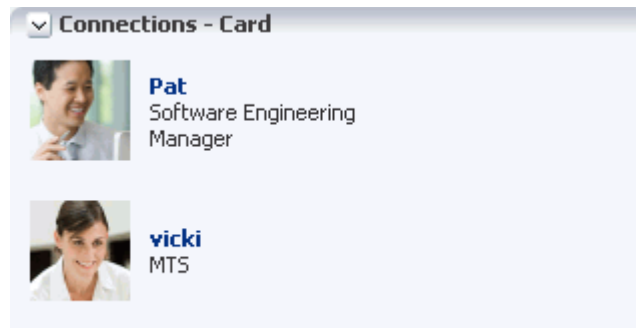 Connections - Card
Pat
Software Engineering
Manager
vicki
MTS